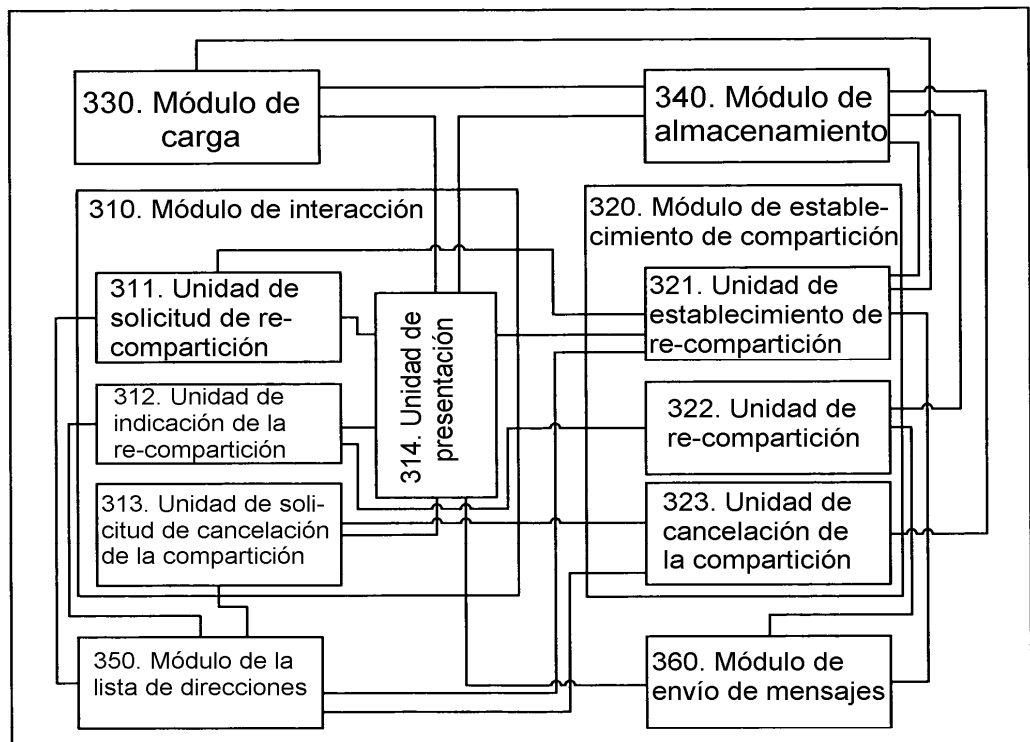 330. Módulo de
carga
340. Módulo de
almacenamiento
310. Módulo de interacción
320. Módulo de estable-
cimiento de compartición
311. Unidad de
solicitud de re-
compartición
314. Unidad de
presentación
321. Unidad de
establecimiento de
re-compartición
312. Unidad de
indicación de la
re-compartición
322. Unidad de
re-compartición
313. Unidad de soli-
citud de cancelación
de la compartición
323. Unidad de
cancelación de
la compartición
350. Módulo de la
lista de direcciones
360. Módulo de
envío de mensajes